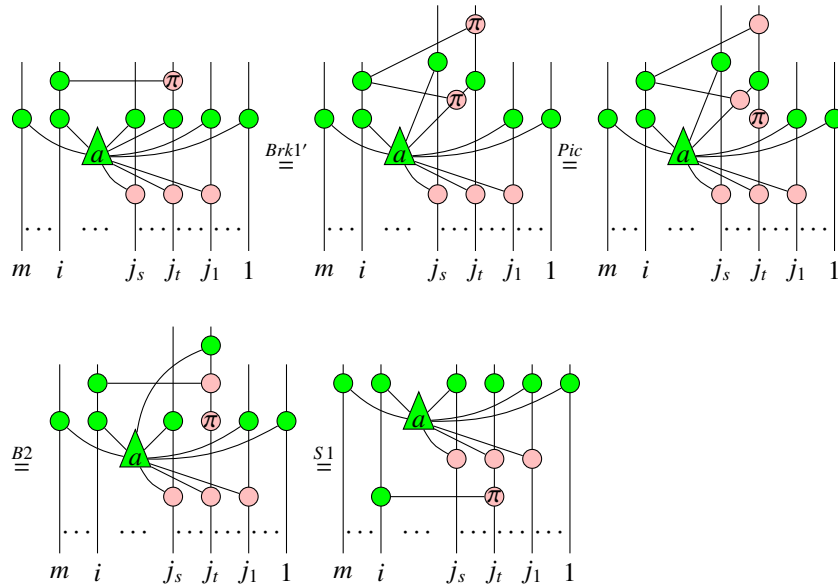 π π π π
a = Brk1′ a = Pic a
··· ··· ······ ··· ··· ······ ··· ··· ······
m i j_s j_t j_1 1 m i j_s j_t j_1 1 m i j_s j_t j_1 1
π
= B2 a = S1 a
π
··· ··· ······ ··· ··· ······
m i j_s j_t j_1 1 m i j_s j_t j_1 1